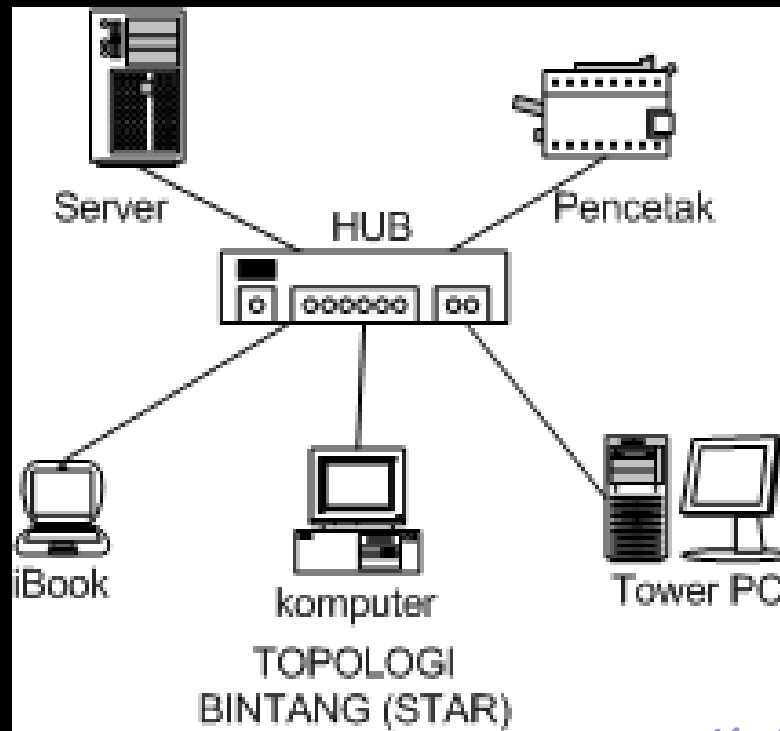 Server
Pencetak
HUB
iBook
komputer
Tower PC
TOPOLOGI
BINTANG (STAR)